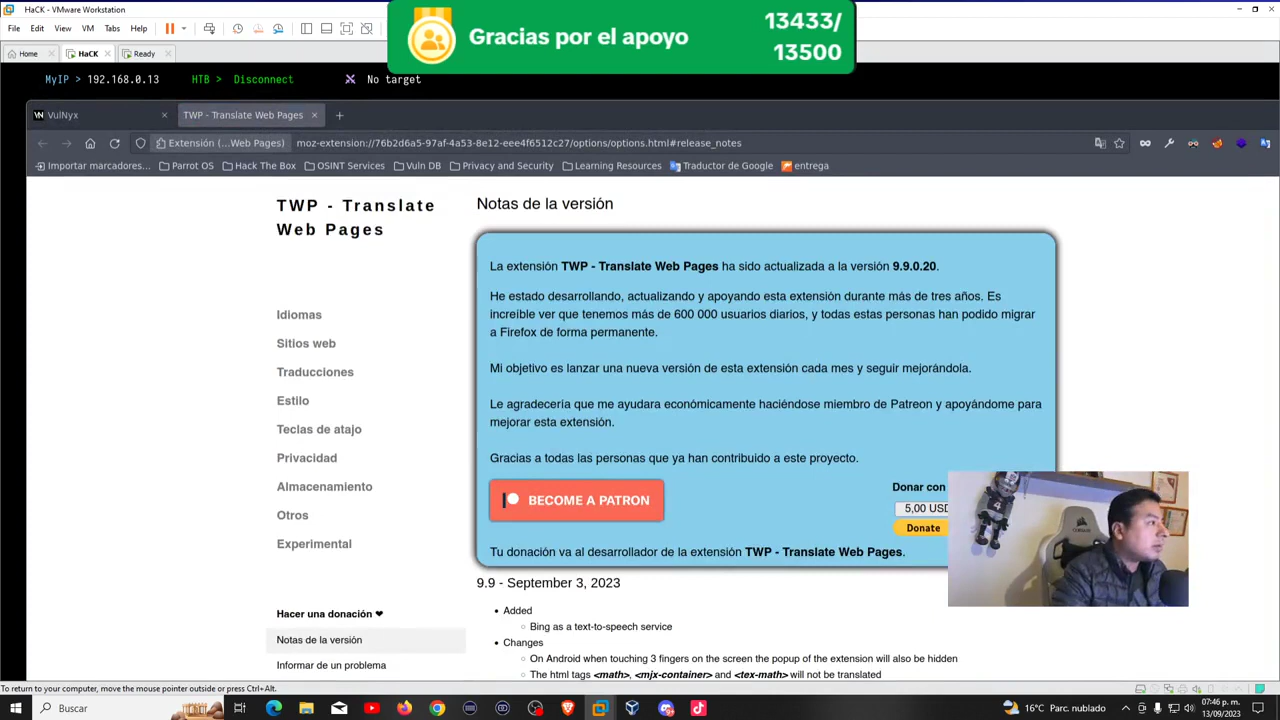 HaCK - VMware Workstation
File Edit View VM Tabs Help
Gracias por el apoyo
13433/
13500
Home HaCK Ready
MyIP > 192.168.0.13 HTB > Disconnect No target
VulNyx TWP - Translate Web Pages
Extensión (...Web Pages) moz-extension://76b2d6a5-97af-4a53-8e12-eee4f6512c27/options/options.html#release_notes
Importar marcadores... Parrot OS Hack The Box OSINT Services Vuln DB Privacy and Security Learning Resources Traductor de Google entrega
TWP - Translate
Web Pages
Idiomas
Sitios web
Traducciones
Estilo
Teclas de atajo
Privacidad
Almacenamiento
Otros
Experimental
Hacer una donación ❤
Notas de la versión
Informar de un problema
Notas de la versión
La extensión TWP - Translate Web Pages ha sido actualizada a la versión 9.9.0.20.
He estado desarrollando, actualizando y apoyando esta extensión durante más de tres años. Es
increíble ver que tenemos más de 600 000 usuarios diarios, y todas estas personas han podido migrar
a Firefox de forma permanente.
Mi objetivo es lanzar una nueva versión de esta extensión cada mes y seguir mejorándola.
Le agradecería que me ayudara económicamente haciéndose miembro de Patreon y apoyándome para
mejorar esta extensión.
Gracias a todas las personas que ya han contribuido a este proyecto.
BECOME A PATRON
Donar con
5,00 USD
Donate
Tu donación va al desarrollador de la extensión TWP - Translate Web Pages.
9.9 - September 3, 2023
Added
Bing as a text-to-speech service
Changes
On Android when touching 3 fingers on the screen the popup of the extension will also be hidden
The html tags <math>, <mjx-container> and <tex-math> will not be translated
To return to your computer, move the mouse pointer outside or press Ctrl+Alt.
Buscar
16°C Parc. nublado
07:46 p. m.
13/09/2023